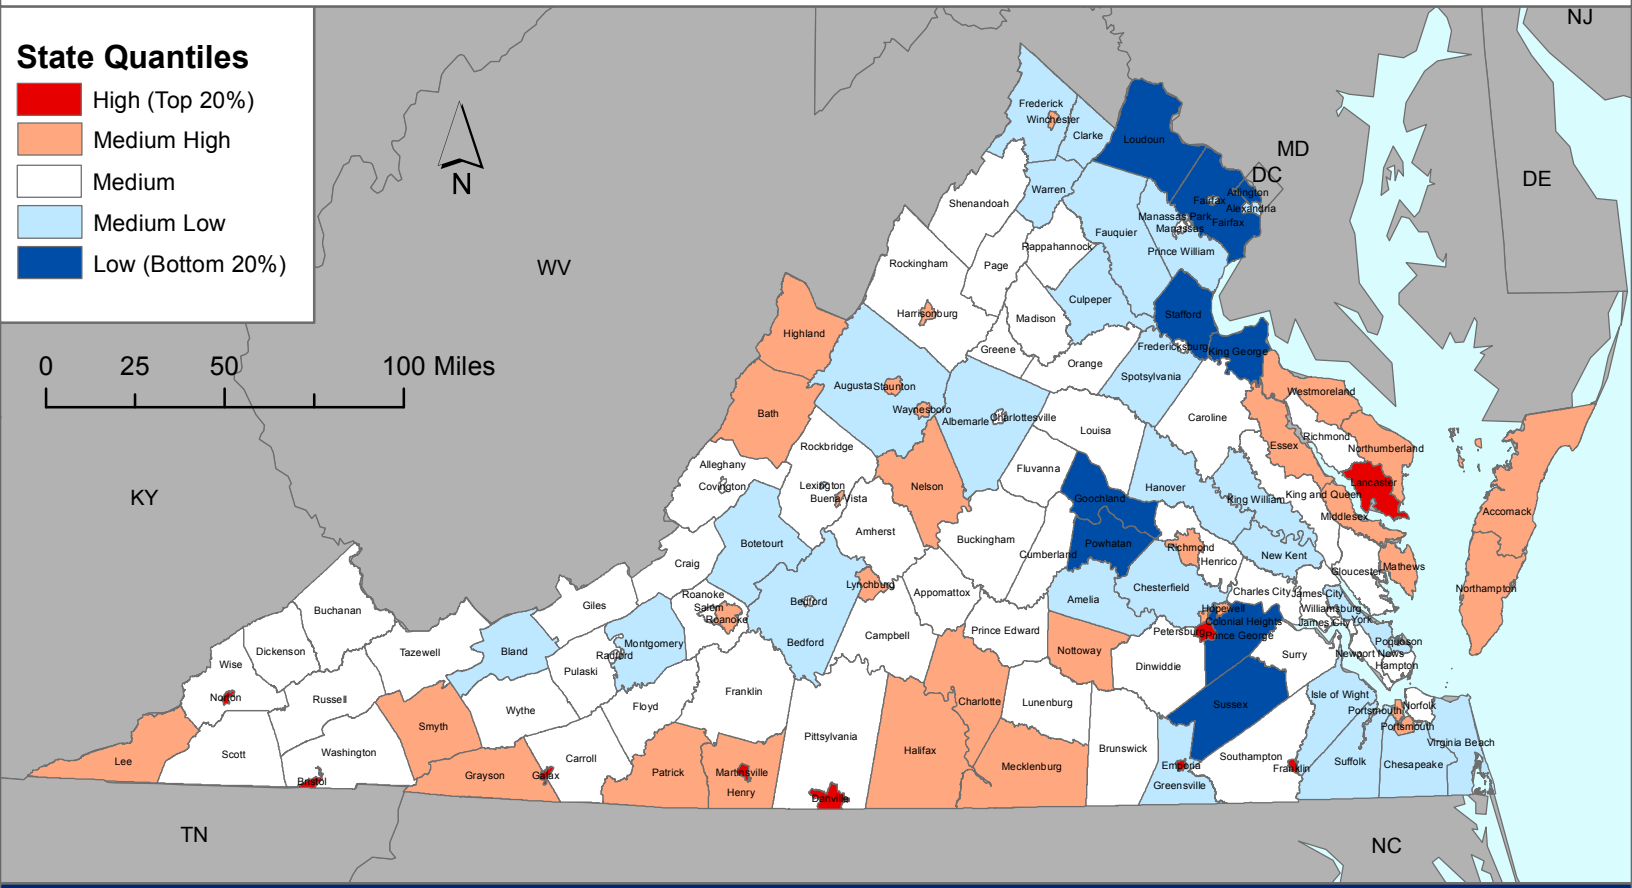 NJ
State Quantiles
High (Top 20%)
Medium High
Medium
Medium Low
Low (Bottom 20%)
N
0 25 50 100 Miles
WV
KY
TN
NC
MD
DC
DE
Frederick
Winchester
Clarke
Loudoun
Warren
Shenandoah
Arlington
Fairfax
Alexandria
Manassas Park
Fairfax
Manassas
Fauquier
Prince William
Rappahannock
Rockingham
Page
Culpeper
Harrisonburg
Madison
Stafford
Highland
Greene
Fredericksburg
King George
Orange
Augusta
Staunton
Spotsylvania
Westmoreland
Bath
Waynesboro
Albemarle
Charlottesville
Caroline
Louisa
Richmond
Essex
Northumberland
Rockbridge
Alleghany
Fluvanna
Covington
Lexington
Buena Vista
Nelson
Goochland
Hanover
King William
King and Queen
Lancaster
Middlesex
Accomack
Botetourt
Amherst
Buckingham
Cumberland
Powhatan
Richmond
Henrico
New Kent
Gloucester
Mathews
Craig
Northampton
Lynchburg
Appomattox
Amelia
Chesterfield
Charles City
James City
Buchanan
Giles
Roanoke
Salem
Roanoke
Bedford
Bedford
Hopewell
Williamsburg
Colonial Heights
James City
York
Prince Edward
Petersburg
Prince George
Campbell
Poquoson
Dickenson
Tazewell
Bland
Montgomery
Radford
Pulaski
Nottoway
Dinwiddie
Surry
Newport News
Hampton
Wise
Norton
Russell
Wythe
Floyd
Franklin
Charlotte
Lunenburg
Sussex
Isle of Wight
Portsmouth
Norfolk
Portsmouth
Smyth
Pittsylvania
Halifax
Brunswick
Virginia Beach
Lee
Scott
Washington
Carroll
Southampton
Suffolk
Chesapeake
Bristol
Grayson
Galax
Patrick
Martinsville
Henry
Danville
Mecklenburg
Emporia
Franklin
Greensville